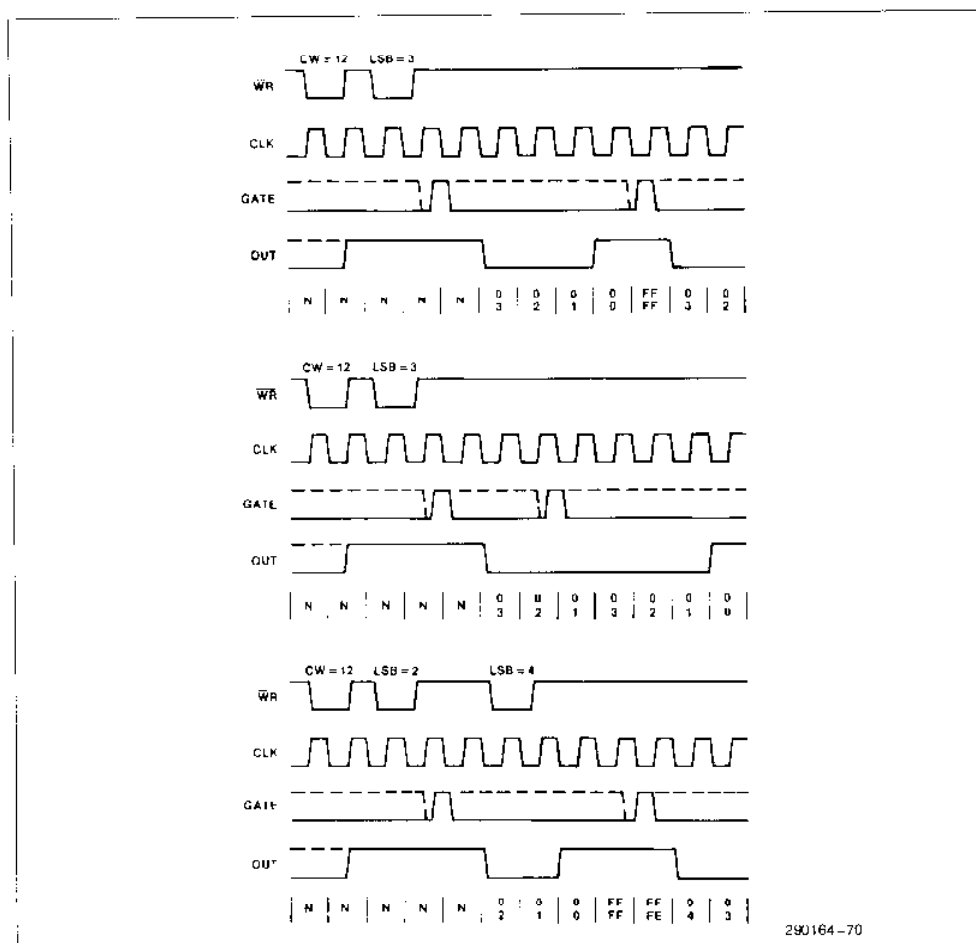 CW = 12 LSB = 3
WR
CLK
GATE
OUT
N N N N N 0 0 0 0 FF 0 0
3 2 1 0 FF 3 2
CW = 12 LSB = 3
WR
CLK
GATE
OUT
N N N N N 0 0 0 0 0 0 0
3 2 1 3 2 1 0
CW = 12 LSB = 2 LSB = 4
WR
CLK
GATE
OUT
N N N N N 0 0 0 FF FF 0 0
2 1 0 FF FE 4 3
290164-70